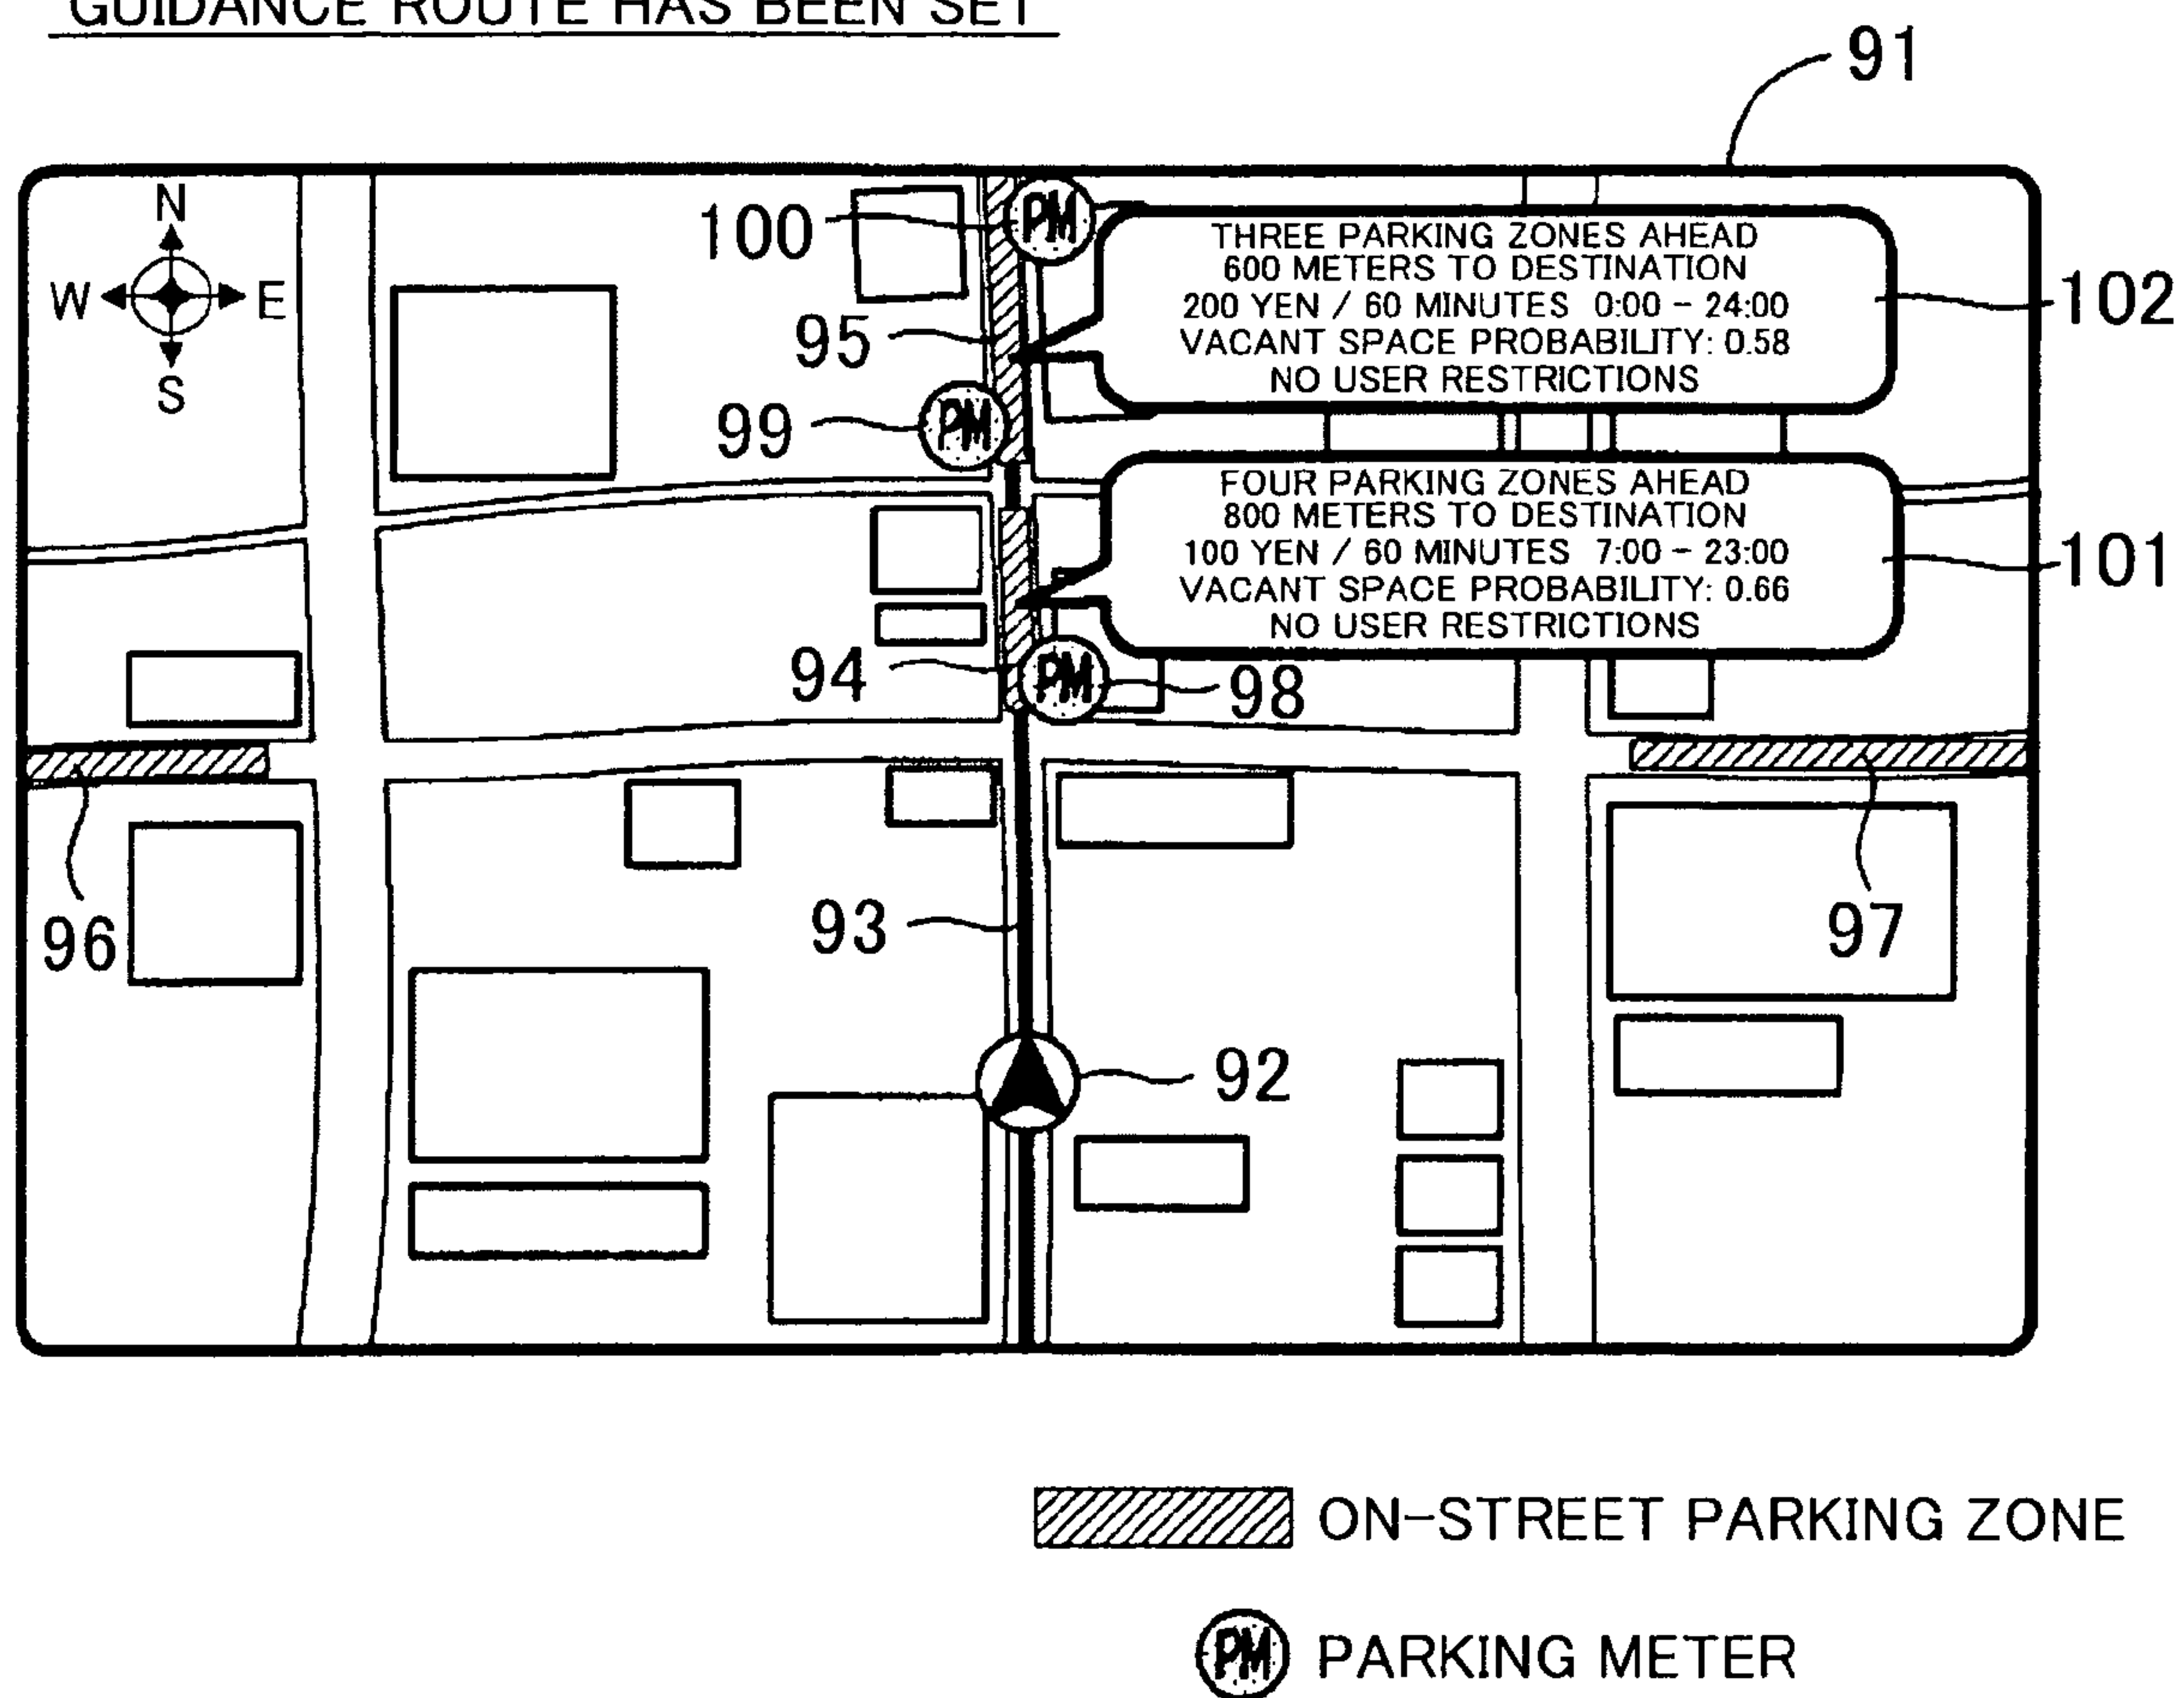 GUIDANCE ROUTE HAS BEEN SET
91
N
W E
S
100
THREE PARKING ZONES AHEAD
600 METERS TO DESTINATION
200 YEN / 60 MINUTES 0:00 – 24:00
VACANT SPACE PROBABILITY: 0.58
NO USER RESTRICTIONS
102
95
99
PM
PM
FOUR PARKING ZONES AHEAD
800 METERS TO DESTINATION
100 YEN / 60 MINUTES 7:00 – 23:00
VACANT SPACE PROBABILITY: 0.66
NO USER RESTRICTIONS
101
94
PM
98
96
93
97
92
ON-STREET PARKING ZONE
PM PARKING METER